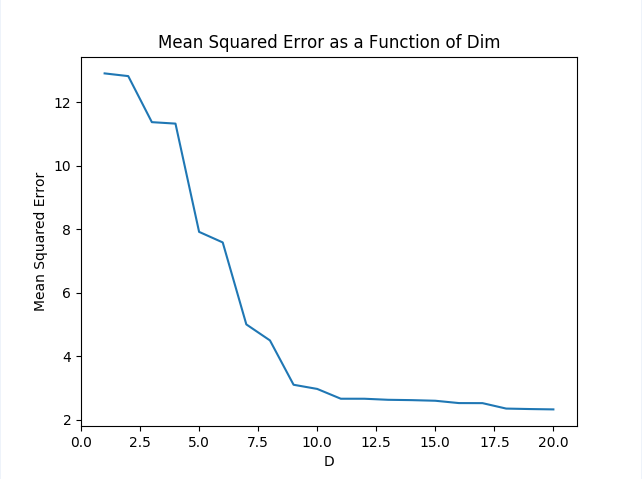 Mean Squared Error as a Function of Dim
Mean Squared Error
12
10
8
6
4
2
0.0 2.5 5.0 7.5 10.0 12.5 15.0 17.5 20.0
D